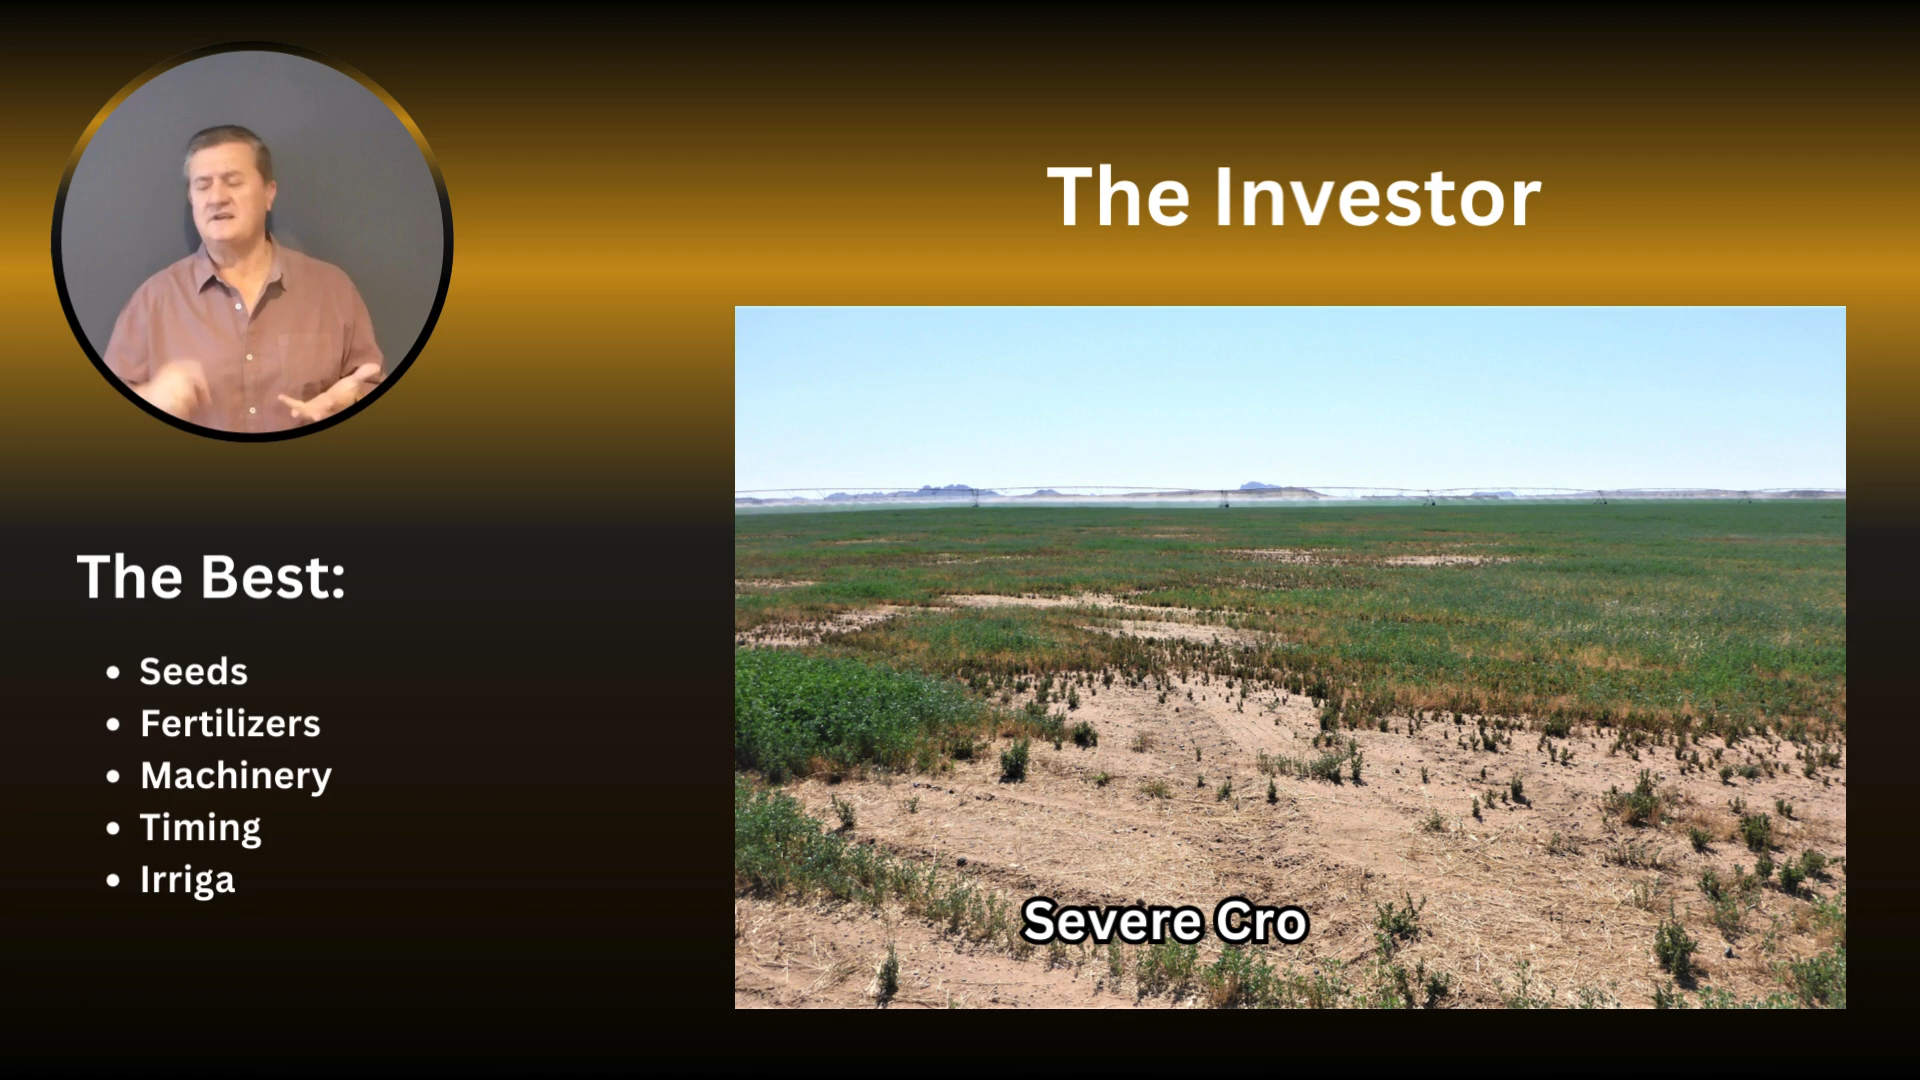 The Investor
The Best:
• Seeds
• Fertilizers
• Machinery
• Timing
• Irriga
Severe Cro